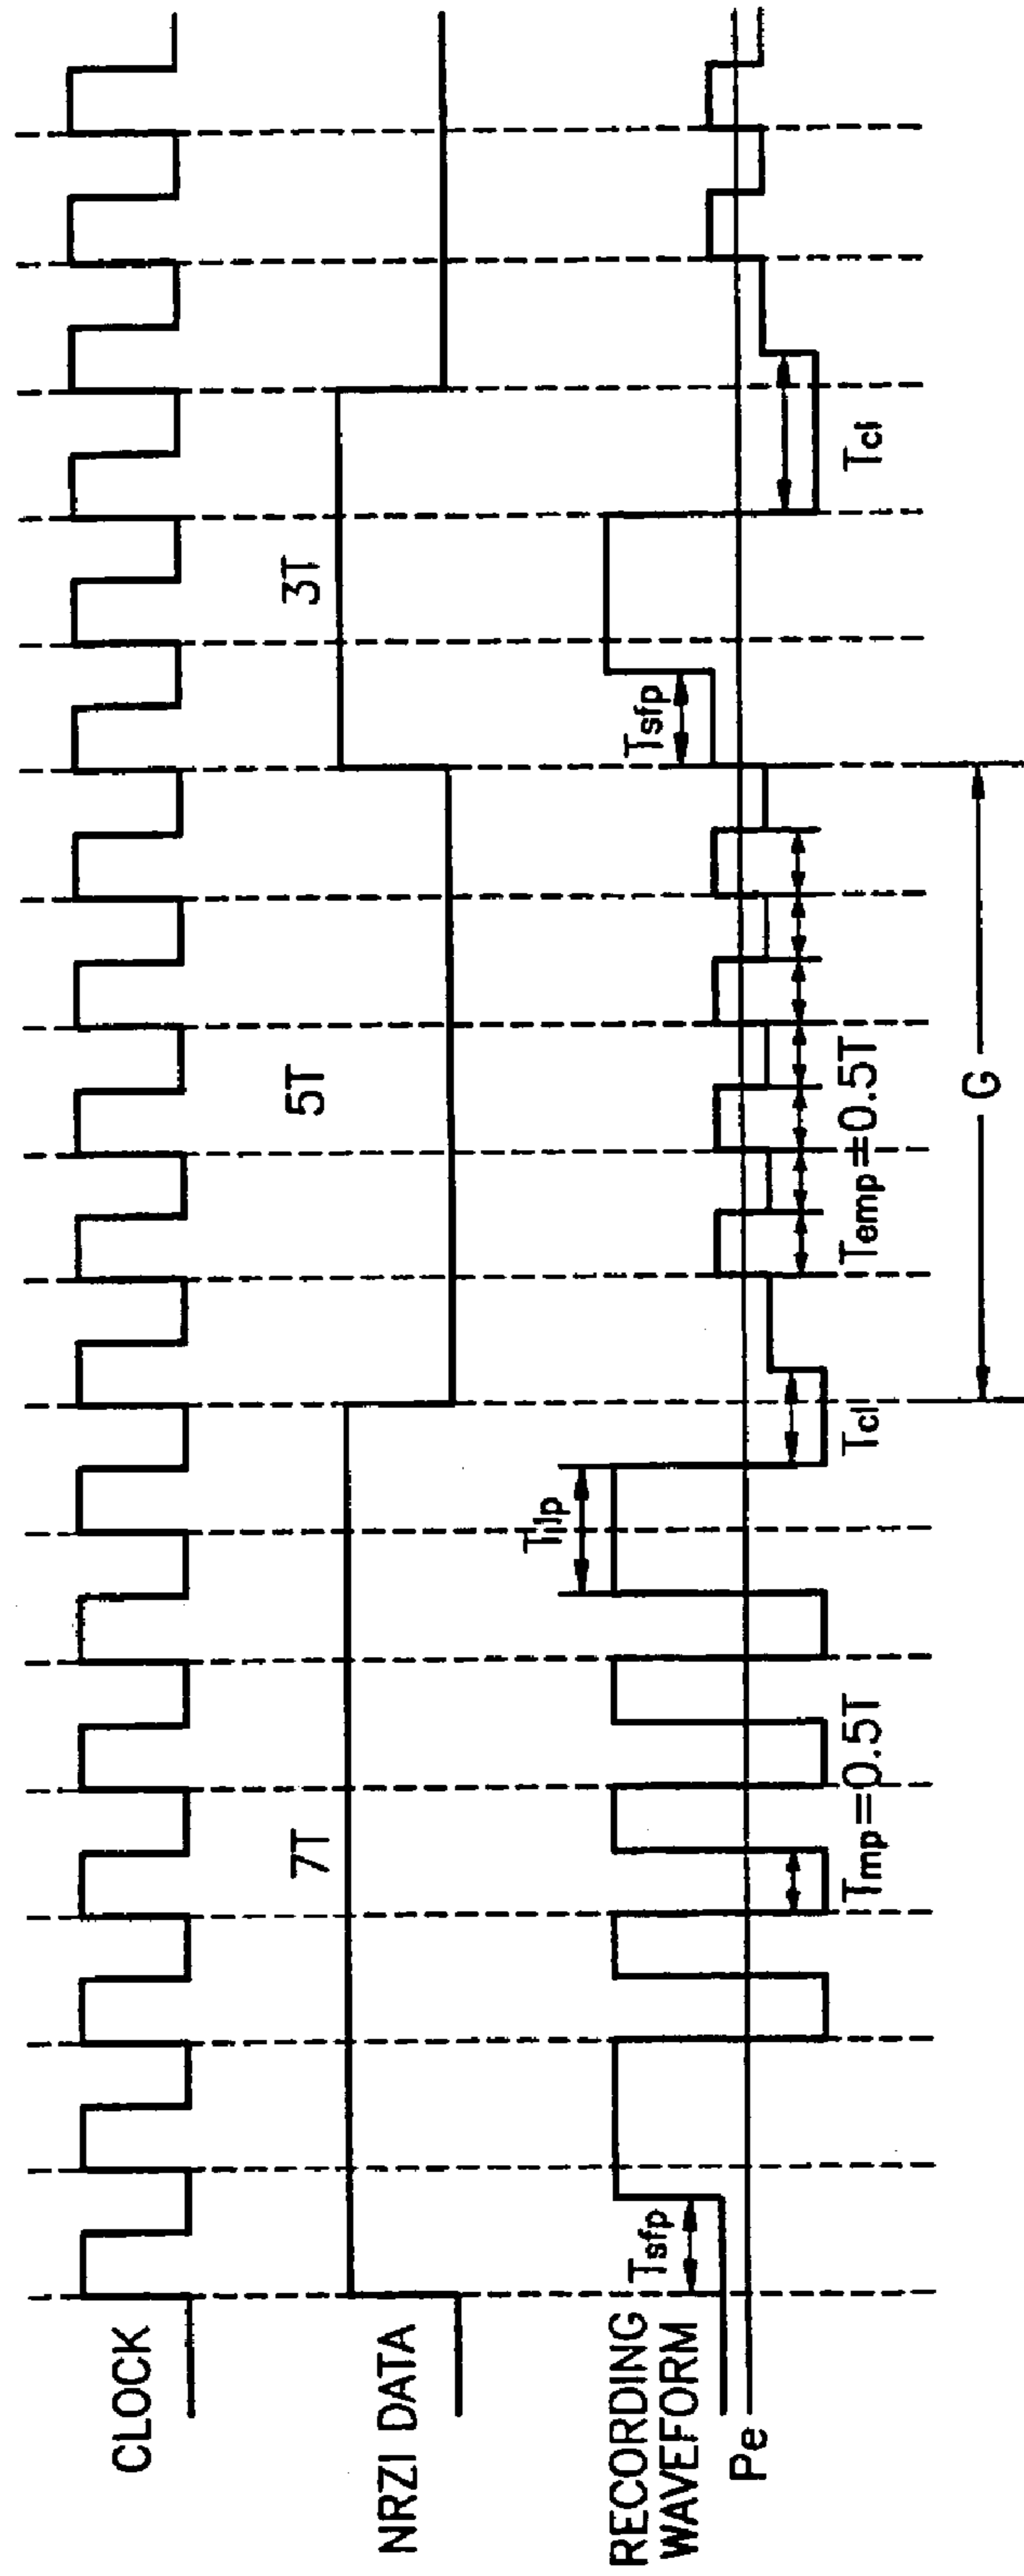 CLOCK
NRZI DATA
7T
5T
3T
RECORDING
WAVEFORM
Pe
Tsfp
Tmp=0.5T
Tlp
Tcl
Temp=0.5T
G
Tsfp
Tcl